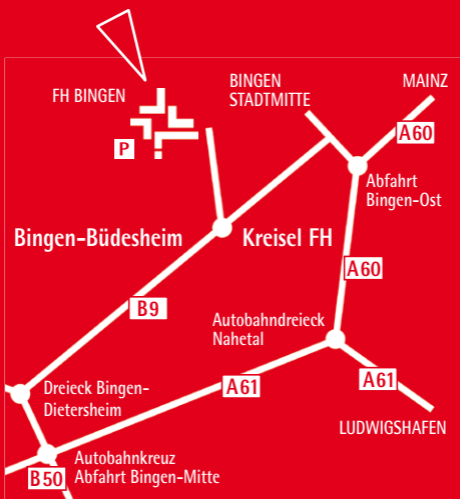 FH BINGEN
BINGEN
STADTMITTE
MAINZ
A60
P
Abfahrt
Bingen-Ost
Bingen-Büdesheim
Kreisel FH
A60
B9
Autobahndreieck
Nahetal
A61
A61
Dreieck Bingen-
Dietersheim
LUDWIGSHAFEN
Autobahnkreuz
Abfahrt Bingen-Mitte
B50